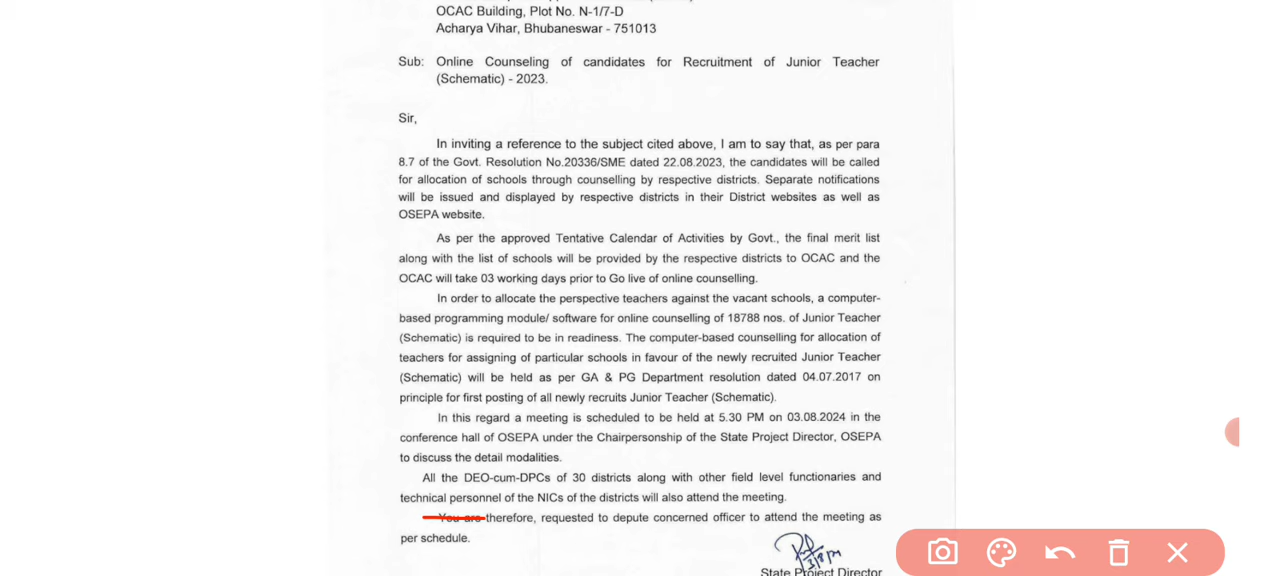 OCAC Building, Plot No. N-1/7-D
Acharya Vihar, Bhubaneswar - 751013
Sub: Online Counseling of candidates for Recruitment of Junior Teacher
(Schematic) - 2023.
Sir,
In inviting a reference to the subject cited above, I am to say that, as per para
8.7 of the Govt. Resolution No.20336/SME dated 22.08.2023, the candidates will be called
for allocation of schools through counselling by respective districts. Separate notifications
will be issued and displayed by respective districts in their District websites as well as
OSEPA website.
As per the approved Tentative Calendar of Activities by Govt., the final merit list
along with the list of schools will be provided by the respective districts to OCAC and the
OCAC will take 03 working days prior to Go live of online counselling.
In order to allocate the perspective teachers against the vacant schools, a computer-
based programming module/ software for online counselling of 18788 nos. of Junior Teacher
(Schematic) is required to be in readiness. The computer-based counselling for allocation of
teachers for assigning of particular schools in favour of the newly recruited Junior Teacher
(Schematic) will be held as per GA & PG Department resolution dated 04.07.2017 on
principle for first posting of all newly recruits Junior Teacher (Schematic).
In this regard a meeting is scheduled to be held at 5.30 PM on 03.08.2024 in the
conference hall of OSEPA under the Chairpersonship of the State Project Director, OSEPA
to discuss the detail modalities.
All the DEO-cum-DPCs of 30 districts along with other field level functionaries and
technical personnel of the NICs of the districts will also attend the meeting.
You are therefore, requested to depute concerned officer to attend the meeting as
per schedule.
State Project Director